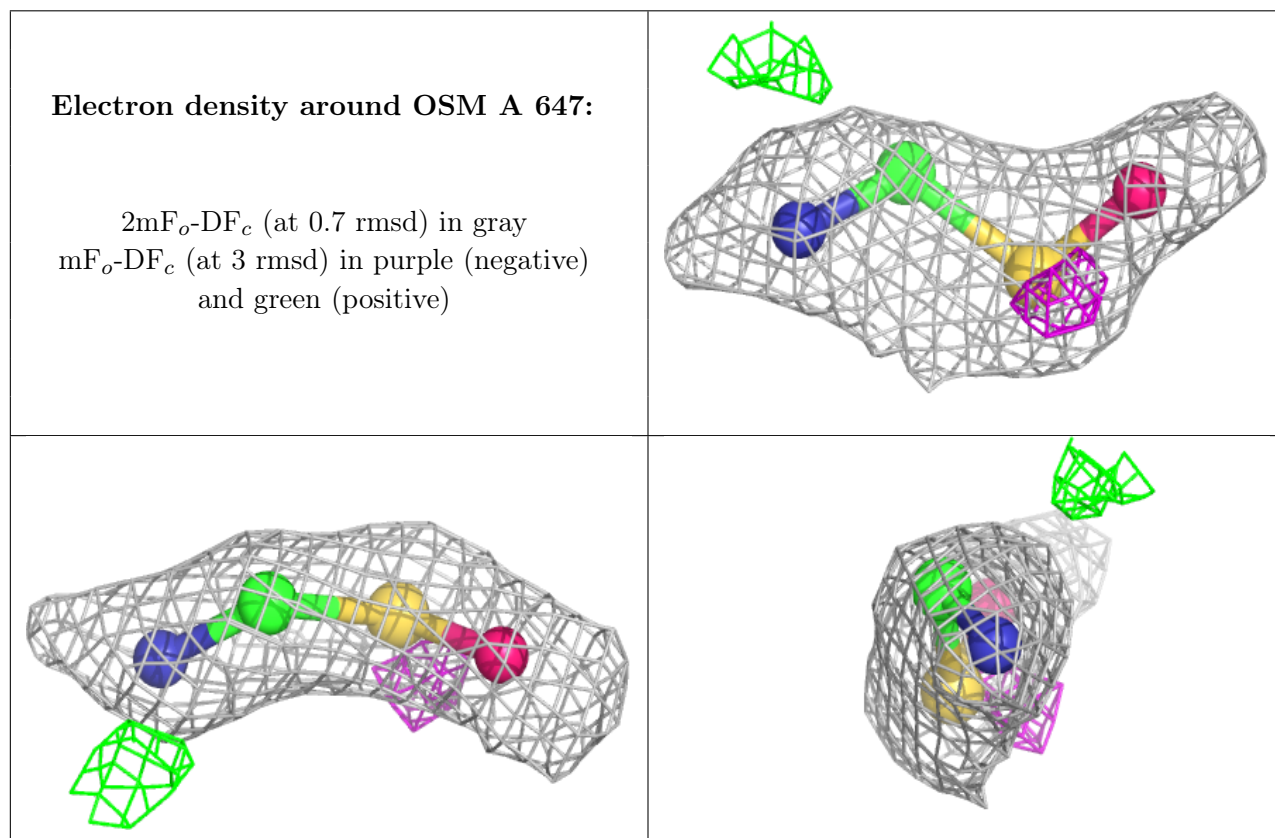 Electron density around OSM A 647:
2mFo-DFc (at 0.7 rmsd) in gray
mFo-DFc (at 3 rmsd) in purple (negative)
and green (positive)